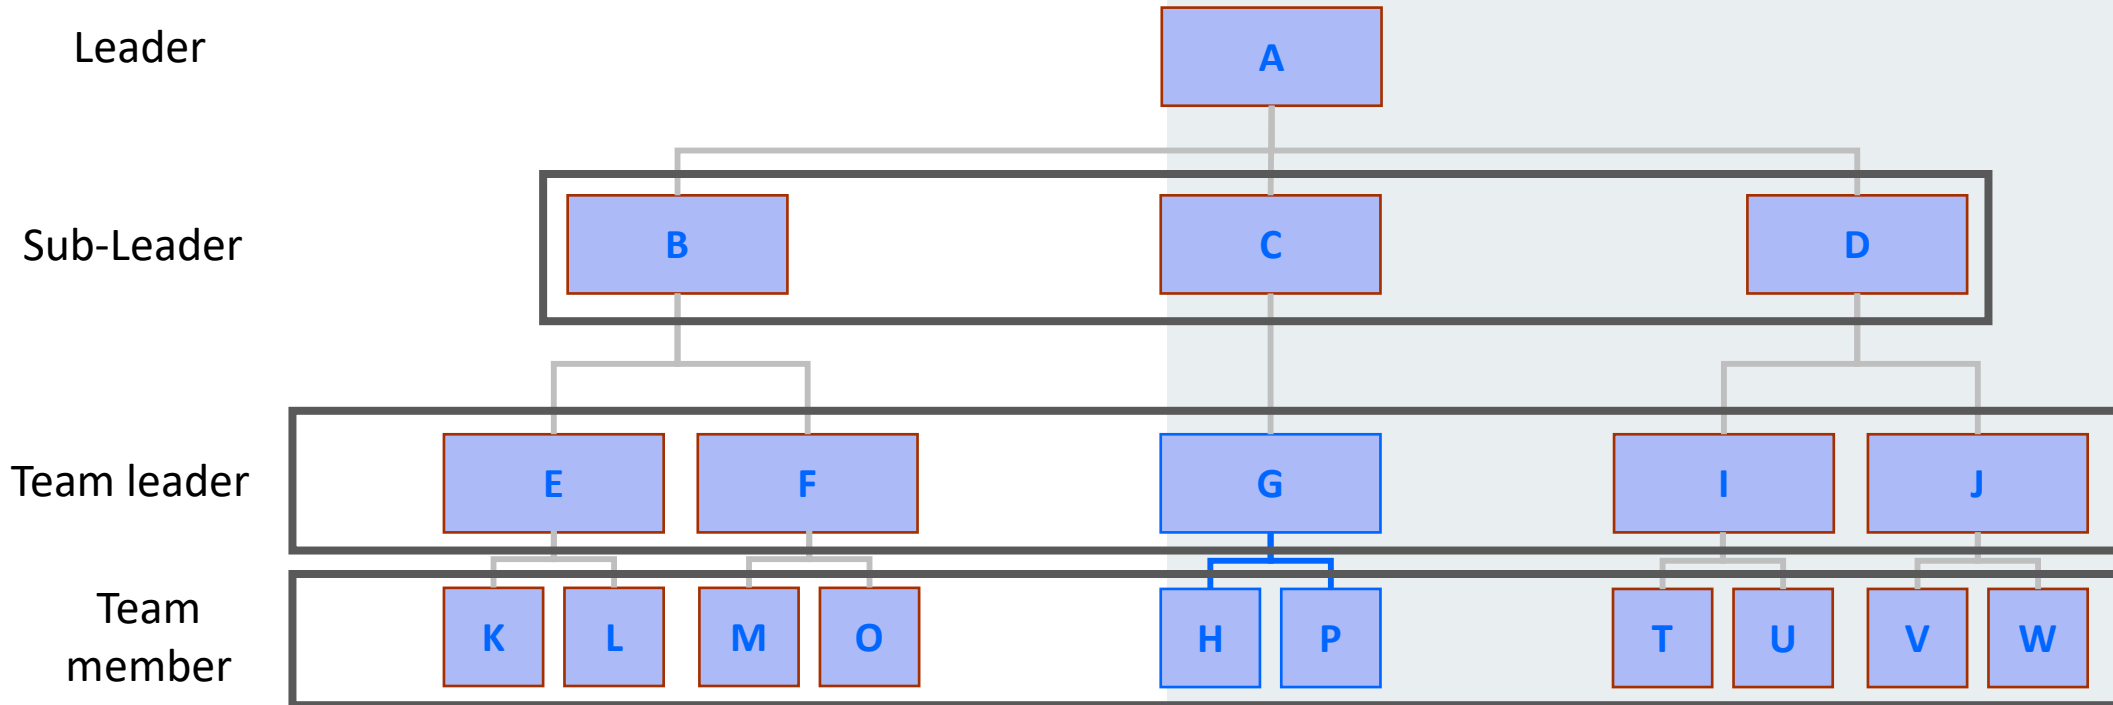 Leader
A
Sub-Leader
B C D
Team leader
E F G I J
Team
member
K L M O H P T U V W